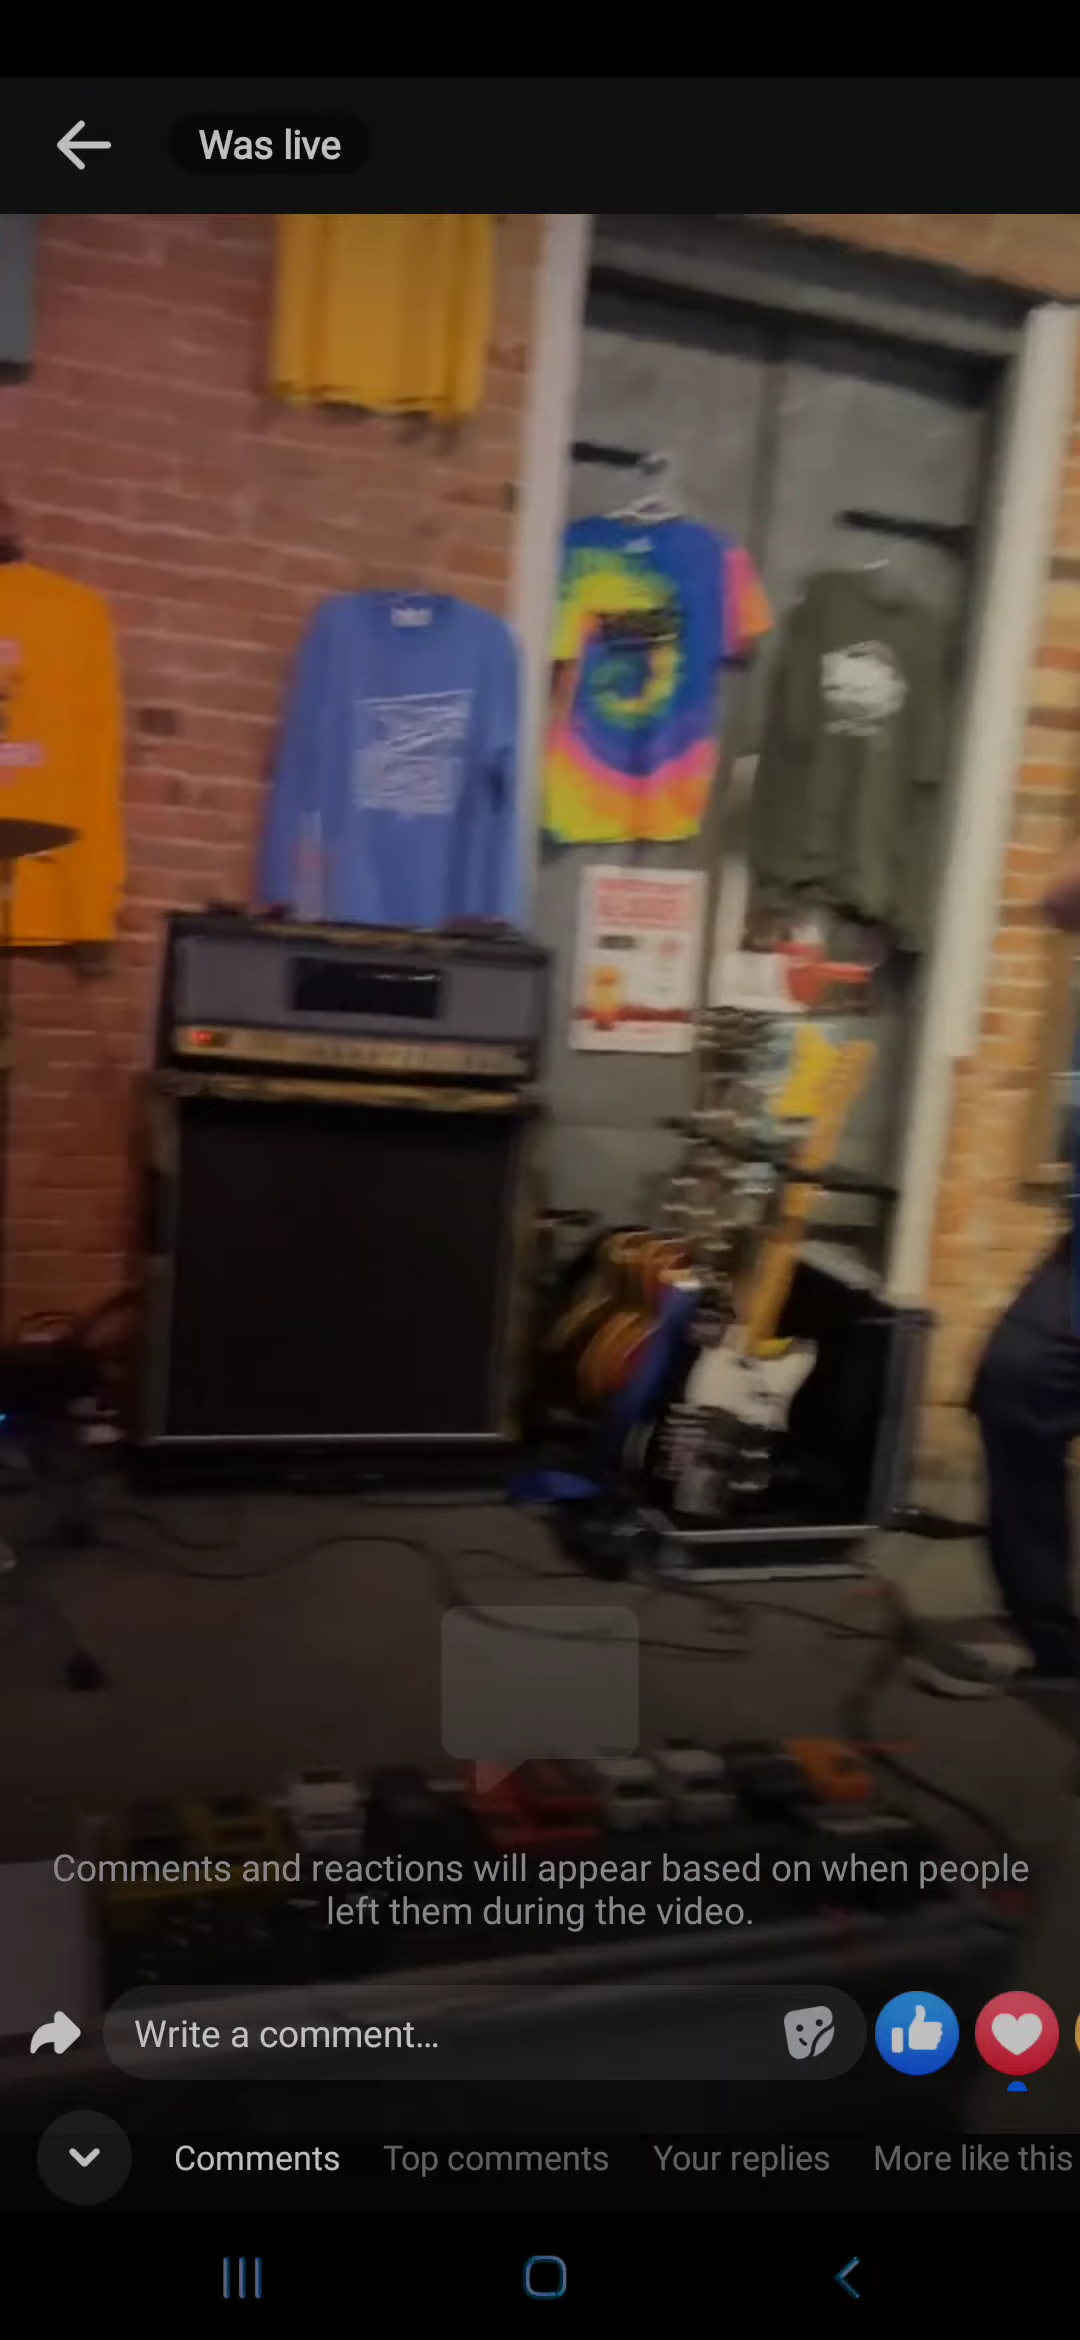 Was live
Comments and reactions will appear based on when people
left them during the video.
Write a comment...
Comments
Top comments
Your replies
More like this